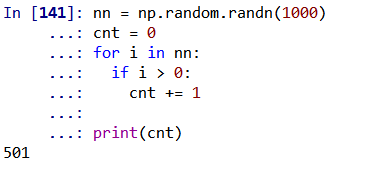 In [141]: nn = np.random.randn(1000)
     ...: cnt = 0
     ...: for i in nn:
     ...:   if i > 0:
     ...:     cnt += 1
     ...:
     ...: print(cnt)
501